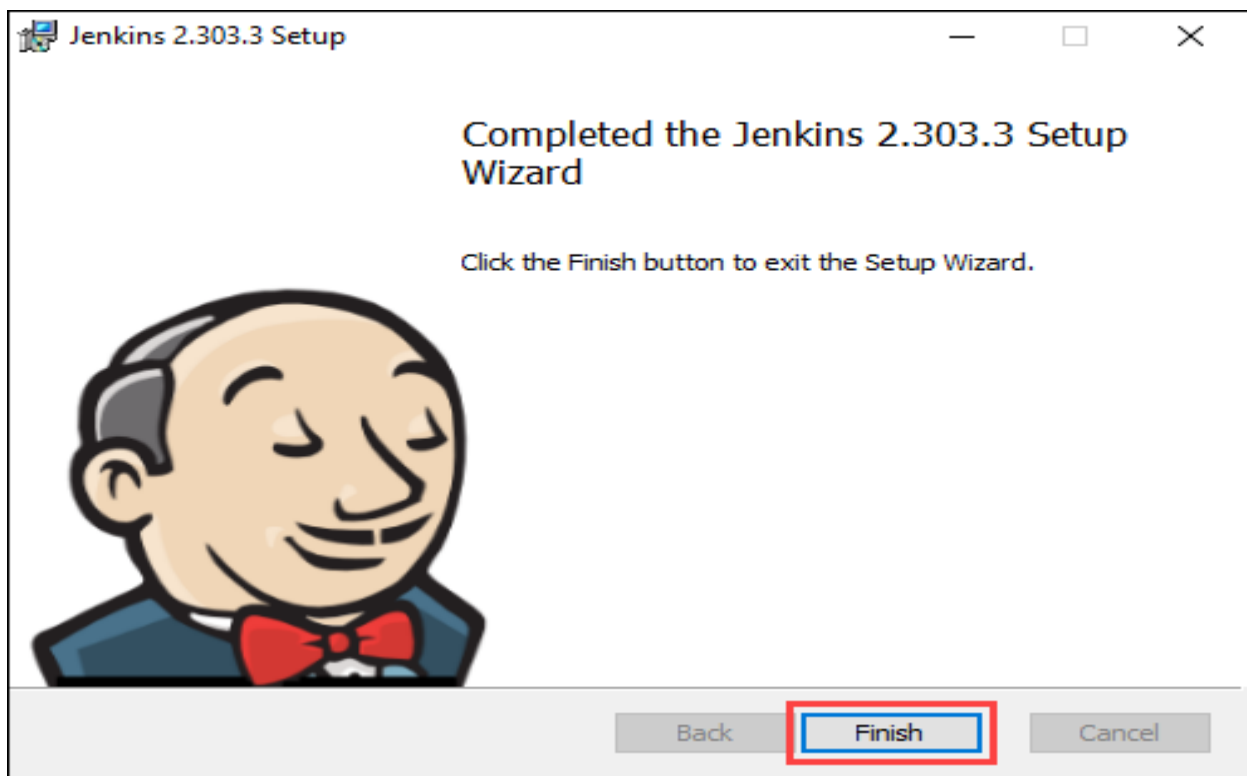 Jenkins 2.303.3 Setup
Completed the Jenkins 2.303.3 Setup
Wizard
Click the Finish button to exit the Setup Wizard.
Back Finish Cancel